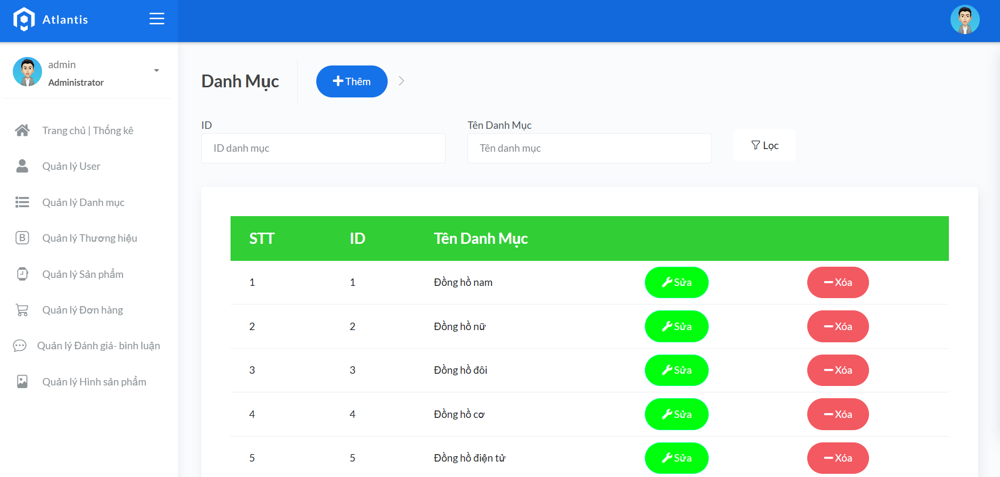 Atlantis
admin
Administrator
Trang chủ | Thống kê
Quản lý User
Quản lý Danh mục
B
Quản lý Thương hiệu
Quản lý Sản phẩm
Quản lý Đơn hàng
Quản lý Đánh giá- bình luận
Quản lý Hình sản phẩm
Danh Mục
Thêm
ID
Tên Danh Mục
ID danh mục
Tên danh mục
Lọc
STT ID Tên Danh Mục
1 1 Đồng hồ nam Sửa Xóa
2 2 Đồng hồ nữ Sửa Xóa
3 3 Đồng hồ đôi Sửa Xóa
4 4 Đồng hồ cơ Sửa Xóa
5 5 Đồng hồ điện tử Sửa Xóa